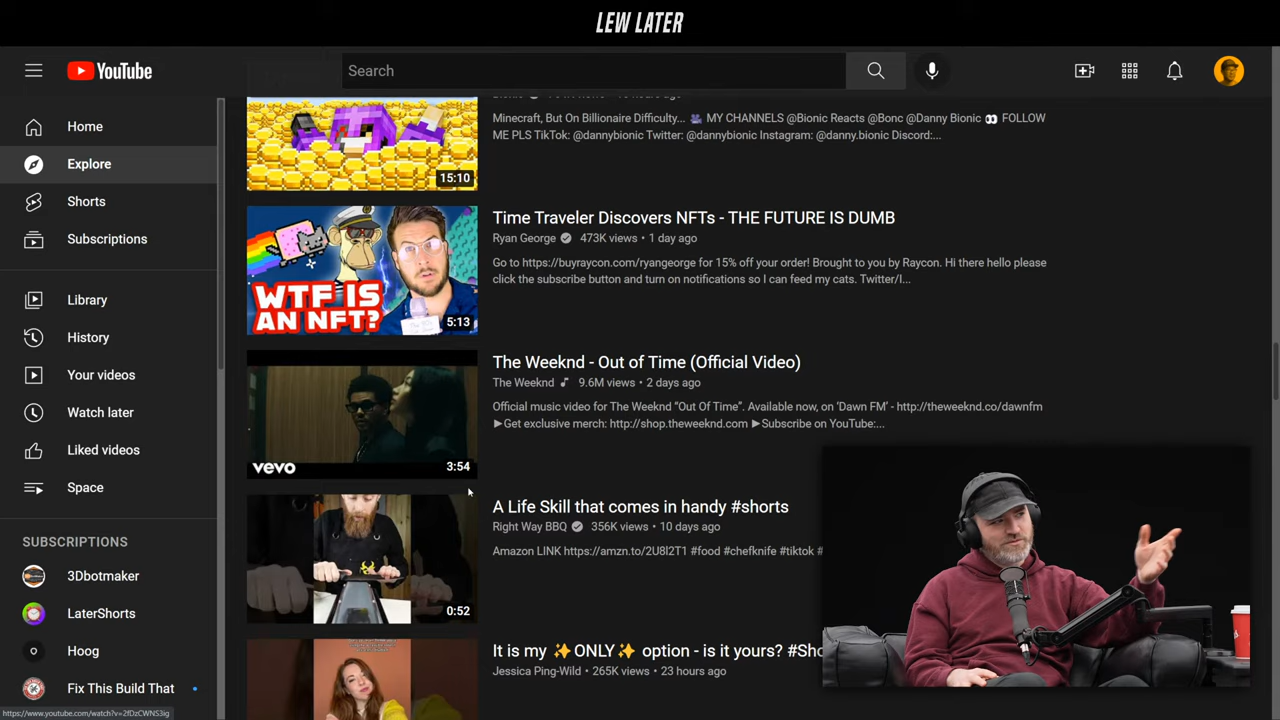 LEW LATER
YouTube
Search
Home
Explore
Shorts
Subscriptions
Library
History
Your videos
Watch later
Liked videos
Space
SUBSCRIPTIONS
3Dbotmaker
LaterShorts
Hoog
Fix This Build That
https://www.youtube.com/watch?v=2fDzCWNS3ig
Minecraft, But On Billionaire Difficulty... 🎥 MY CHANNELS @Bionic Reacts @Bonc @Danny Bionic 👀 FOLLOW
ME PLS TikTok: @dannybionic Twitter: @dannybionic Instagram: @danny.bionic Discord:...
15:10
WTF IS
AN NFT?
5:13
Time Traveler Discovers NFTs - THE FUTURE IS DUMB
Ryan George 473K views • 1 day ago
Go to https://buyraycon.com/ryangeorge for 15% off your order! Brought to you by Raycon. Hi there hello please
click the subscribe button and turn on notifications so I can feed my cats. Twitter/I...
vevo
3:54
The Weeknd - Out of Time (Official Video)
The Weeknd 9.6M views • 2 days ago
Official music video for The Weeknd “Out Of Time”. Available now, on ‘Dawn FM’ - http://theweeknd.co/dawnfm
▶Get exclusive merch: http://shop.theweeknd.com ▶Subscribe on YouTube:...
0:52
A Life Skill that comes in handy #shorts
Right Way BBQ 356K views • 10 days ago
Amazon LINK https://amzn.to/2U8l2T1 #food #chefknife #tiktok #
It is my ✨ONLY✨ option - is it yours? #Sho
Jessica Ping-Wild • 265K views • 23 hours ago